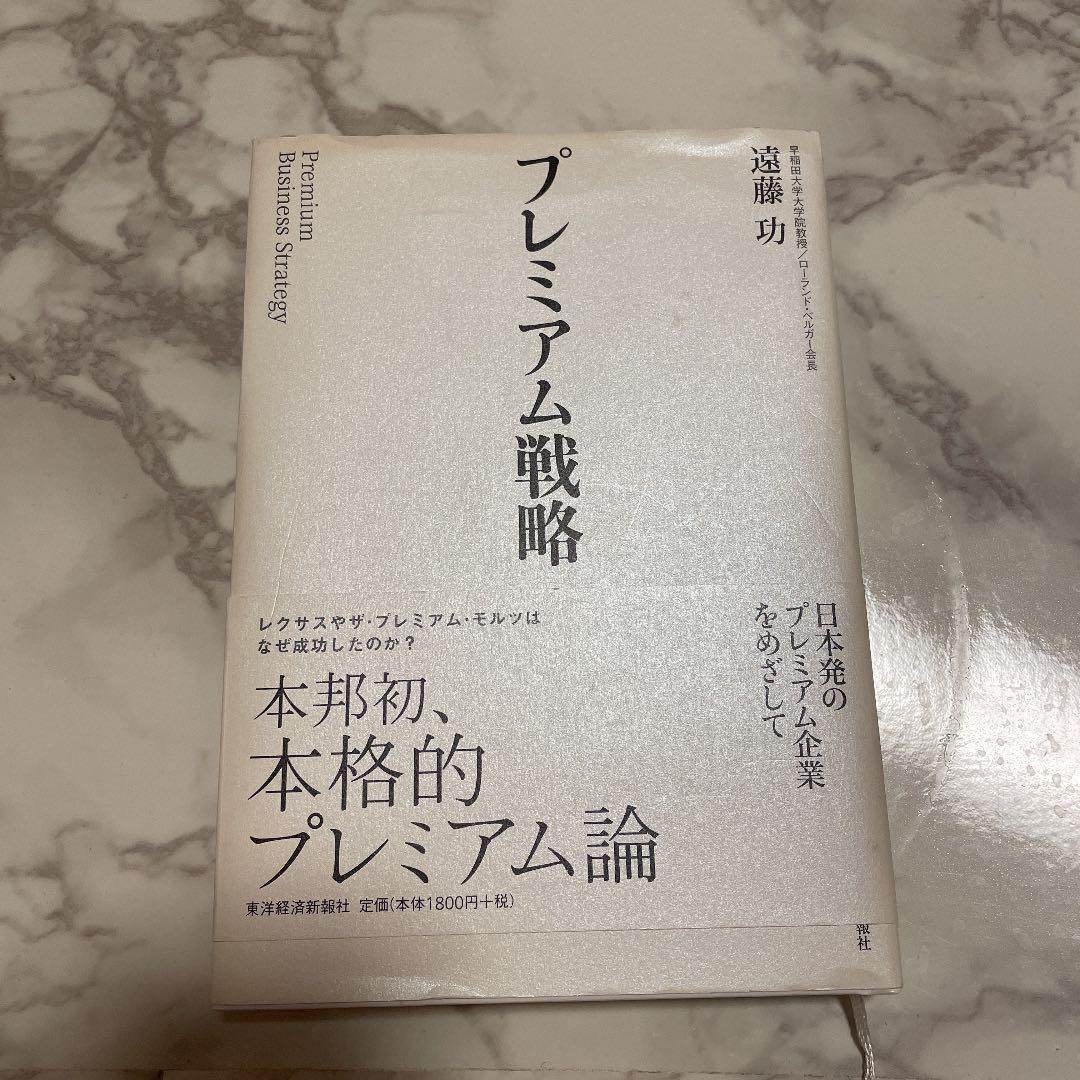 早稲田大学大学院教授／ローランド・ベルガー会長
遠藤 功
プレミアム戦略
Premium
Business Strategy
日本発の
プレミアム企業
をめざして
レクサスやザ・プレミアム・モルツは
なぜ成功したのか？
本邦初、
本格的
プレミアム論
東洋経済新報社 定価(本体1800円＋税)
報社